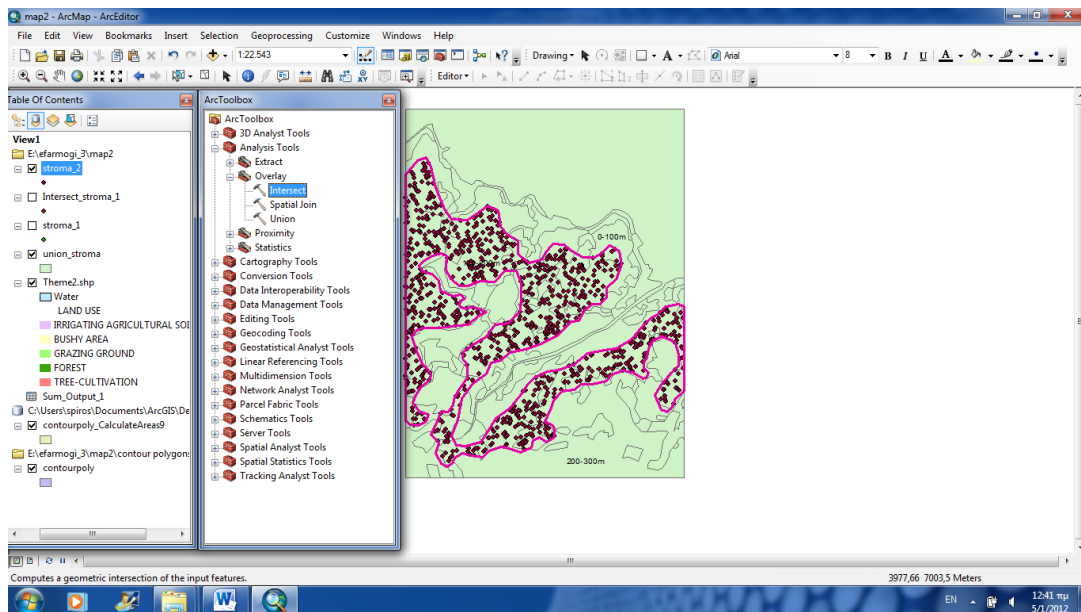 map2 - ArcMap - ArcEditor
File Edit View Bookmarks Insert Selection Geoprocessing Customize Windows Help
1:22.543 Drawing A Arial 8 B I U A
Editor
Table Of Contents
View1
E:\efarmogi_3\map2
stroma_2
Intersect_stroma_1
stroma_1
union_stroma
Theme2.shp
Water
LAND USE
IRRIGATING AGRICULTURAL SOI
BUSHY AREA
GRAZING GROUND
FOREST
TREE-CULTIVATION
Sum_Output_1
C:\Users\spiros\Documents\ArcGIS\De
contourpoly_CalculateAreas9
E:\efarmogi_3\map2\contour polygon
contourpoly
ArcToolbox
ArcToolbox
3D Analyst Tools
Analysis Tools
Extract
Overlay
Intersect
Spatial Join
Union
Proximity
Statistics
Cartography Tools
Conversion Tools
Data Interoperability Tools
Data Management Tools
Editing Tools
Geocoding Tools
Geostatistical Analyst Tools
Linear Referencing Tools
Multidimension Tools
Network Analyst Tools
Parcel Fabric Tools
Schematics Tools
Server Tools
Spatial Analyst Tools
Spatial Statistics Tools
Tracking Analyst Tools
0-100m
200-300m
Computes a geometric intersection of the input features.
3977,66 7003,5 Meters
EN
12:41 πμ
5/1/2012